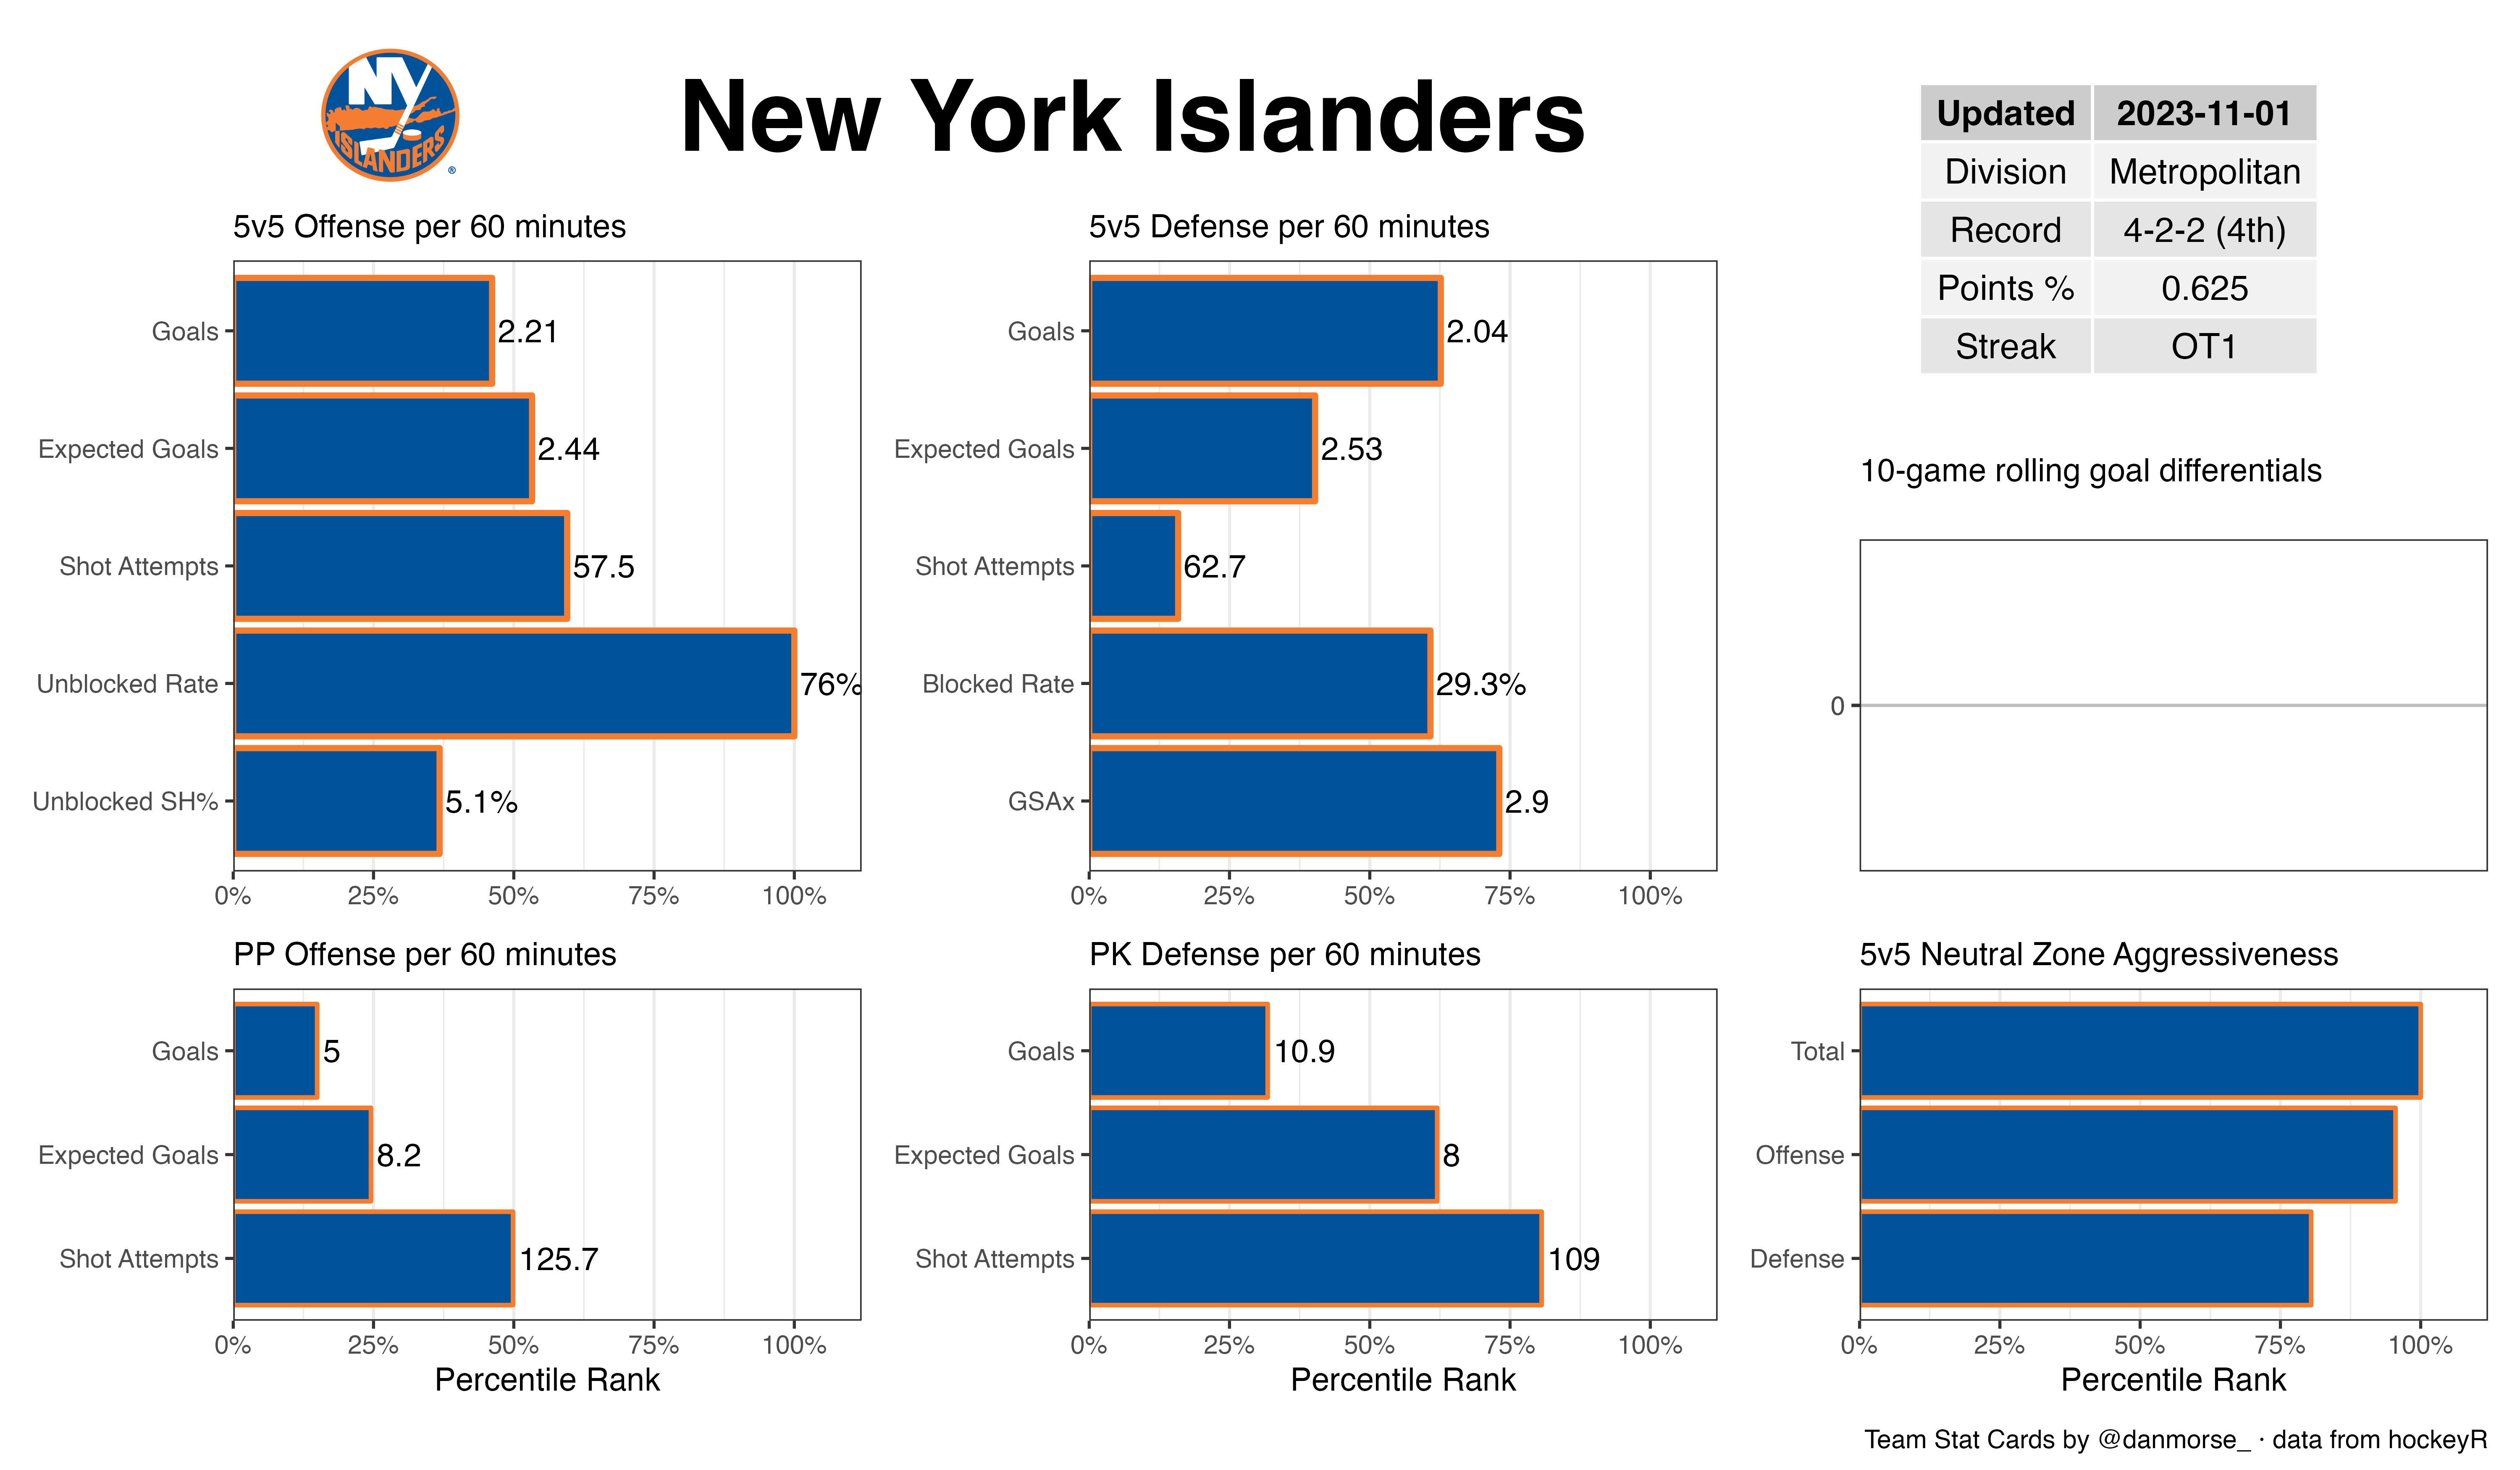 NY
ISLANDERS
®
New York Islanders
Updated 2023-11-01
Division Metropolitan
Record 4-2-2 (4th)
Points % 0.625
Streak OT1
5v5 Offense per 60 minutes
Goals 2.21
Expected Goals 2.44
Shot Attempts 57.5
Unblocked Rate 76%
Unblocked SH% 5.1%
0% 25% 50% 75% 100%
5v5 Defense per 60 minutes
Goals 2.04
Expected Goals 2.53
Shot Attempts 62.7
Blocked Rate 29.3%
GSAx 2.9
0% 25% 50% 75% 100%
10-game rolling goal differentials
0
PP Offense per 60 minutes
Goals 5
Expected Goals 8.2
Shot Attempts 125.7
0% 25% 50% 75% 100%
Percentile Rank
PK Defense per 60 minutes
Goals 10.9
Expected Goals 8
Shot Attempts 109
0% 25% 50% 75% 100%
Percentile Rank
5v5 Neutral Zone Aggressiveness
Total
Offense
Defense
0% 25% 50% 75% 100%
Percentile Rank
Team Stat Cards by @danmorse_ · data from hockeyR